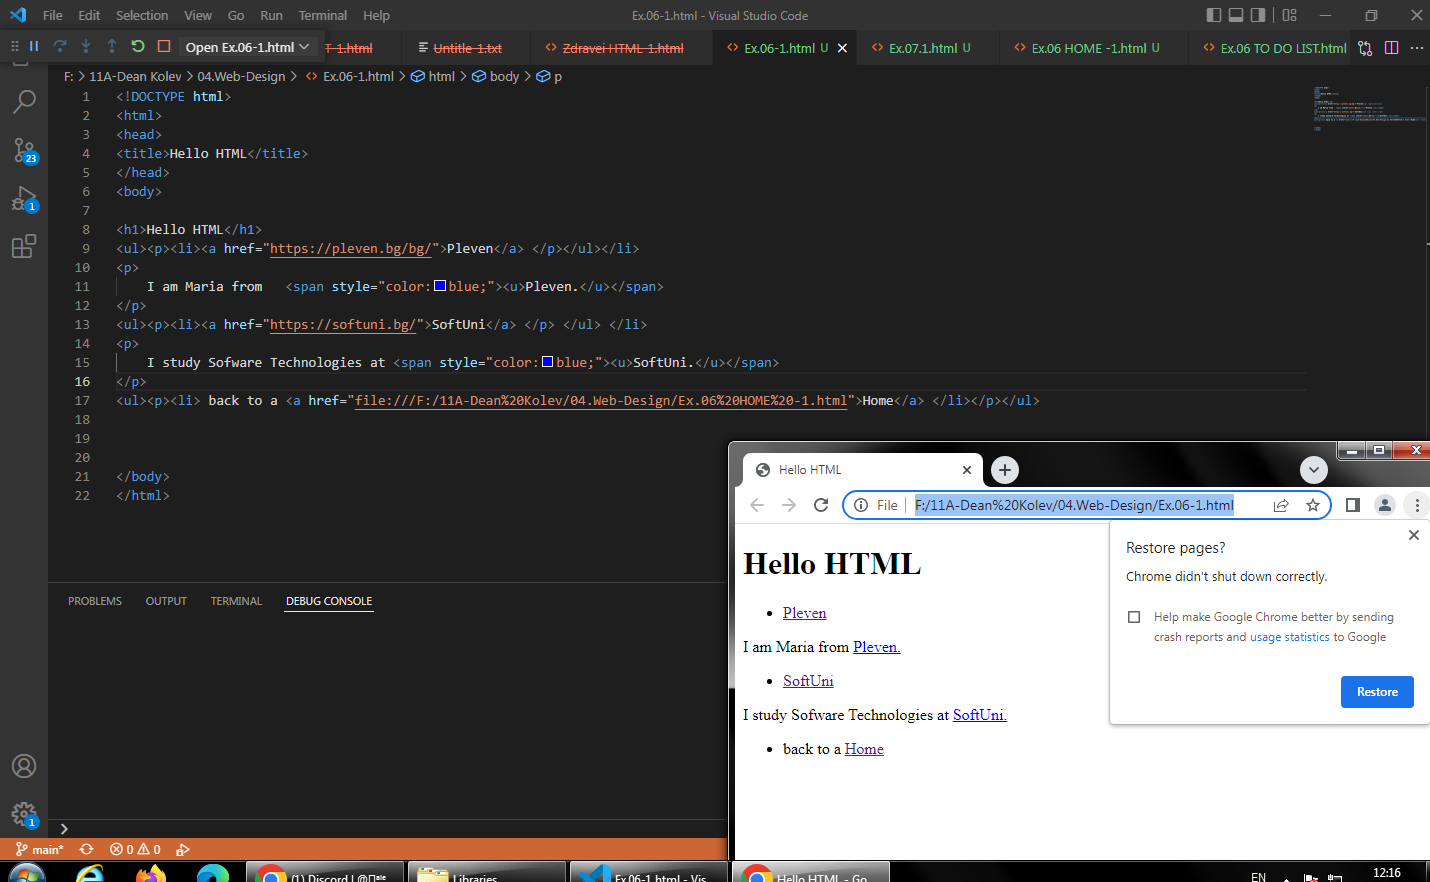 File Edit Selection View Go Run Terminal Help Ex.06-1.html - Visual Studio Code
Open Ex.06-1.html T-1.html Untitle-1.txt Zdravei HTML-1.html Ex.06-1.html U Ex.07.1.html U Ex.06 HOME -1.html U Ex.06 TO DO LIST.html
F: > 11A-Dean Kolev > 04.Web-Design > Ex.06-1.html > html > body > p
1 <!DOCTYPE html>
2 <html>
3 <head>
4 <title>Hello HTML</title>
5 </head>
6 <body>
7
8 <h1>Hello HTML</h1>
9 <ul><p><li><a href="https://pleven.bg/bg/">Pleven</a> </p></ul></li>
10 <p>
11 I am Maria from <span style="color:blue;"><u>Pleven.</u></span>
12 </p>
13 <ul><p><li><a href="https://softuni.bg/">SoftUni</a> </p> </ul> </li>
14 <p>
15 I study Sofware Technologies at <span style="color:blue;"><u>SoftUni.</u></span>
16 </p>
17 <ul><p><li> back to a <a href="file:///F:/11A-Dean%20Kolev/04.Web-Design/Ex.06%20HOME%20-1.html">Home</a> </li></p></ul>
18
19
20
21 </body>
22 </html>
23
1
1
PROBLEMS OUTPUT TERMINAL DEBUG CONSOLE
main* 0 0
Hello HTML
File F:/11A-Dean%20Kolev/04.Web-Design/Ex.06-1.html
Hello HTML
• Pleven
I am Maria from Pleven.
• SoftUni
I study Sofware Technologies at SoftUni.
• back to a Home
Restore pages?
Chrome didn't shut down correctly.
Help make Google Chrome better by sending
crash reports and usage statistics to Google
Restore
(1) Discord | @ Libraries Ex.06-1.html - Vis... Hello HTML - Go... EN 12:16